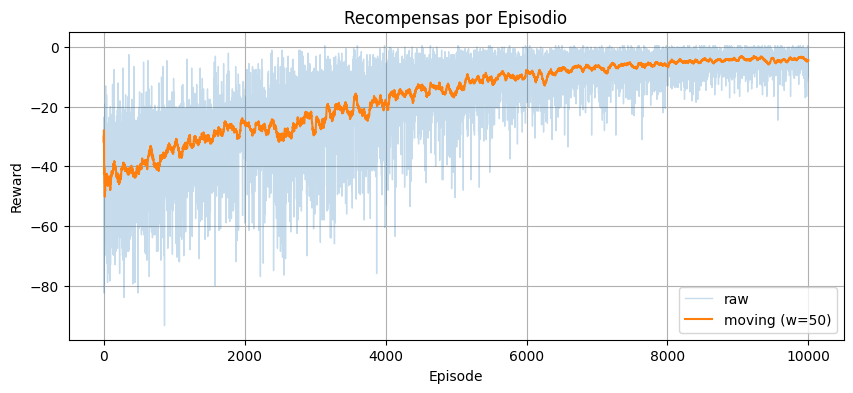 Recompensas por Episodio
Reward
0
−20
−40
−60
−80
0
2000
4000
6000
8000
10000
Episode
raw
moving (w=50)